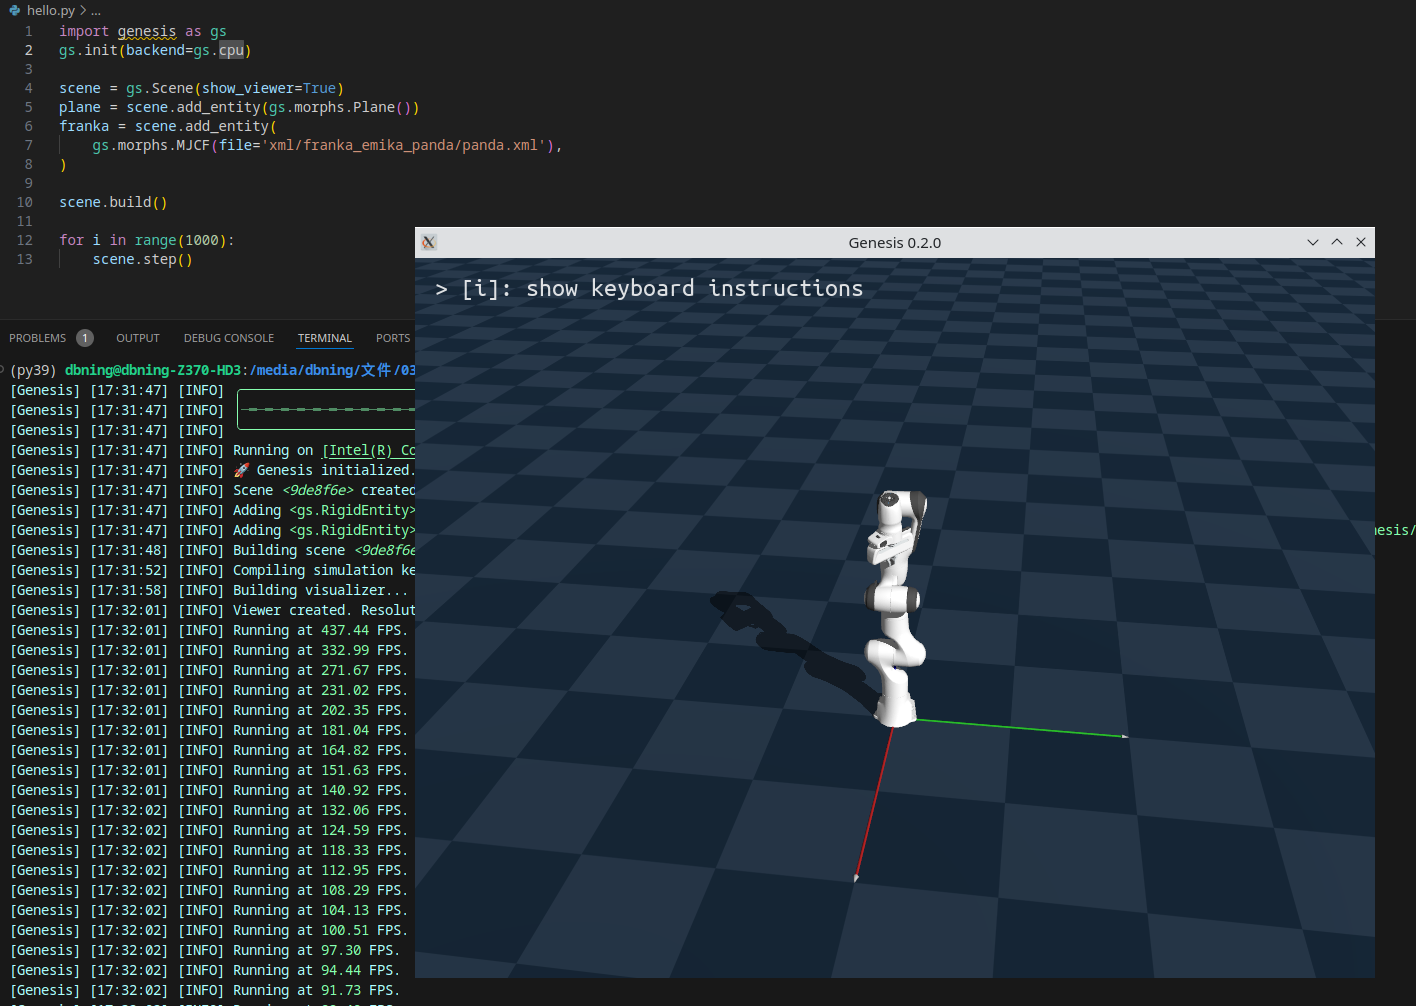 hello.py > ...
1 import genesis as gs
2 gs.init(backend=gs.cpu)
3
4 scene = gs.Scene(show_viewer=True)
5 plane = scene.add_entity(gs.morphs.Plane())
6 franka = scene.add_entity(
7     gs.morphs.MJCF(file='xml/franka_emika_panda/panda.xml'),
8 )
9
10 scene.build()
11
12 for i in range(1000):
13     scene.step()
Genesis 0.2.0
> [i]: show keyboard instructions
PROBLEMS 1 OUTPUT DEBUG CONSOLE TERMINAL PORTS
(py39) dbning@dbning-Z370-HD3:/media/dbning/文件/03
[Genesis] [17:31:47] [INFO]
[Genesis] [17:31:47] [INFO]
[Genesis] [17:31:47] [INFO]
[Genesis] [17:31:47] [INFO] Running on [Intel(R) Co
[Genesis] [17:31:47] [INFO] 🚀 Genesis initialized.
[Genesis] [17:31:47] [INFO] Scene <9de8f6e> created
[Genesis] [17:31:47] [INFO] Adding <gs.RigidEntity>
[Genesis] [17:31:47] [INFO] Adding <gs.RigidEntity> nesis/
[Genesis] [17:31:48] [INFO] Building scene <9de8f6e
[Genesis] [17:31:52] [INFO] Compiling simulation ke
[Genesis] [17:31:58] [INFO] Building visualizer...
[Genesis] [17:32:01] [INFO] Viewer created. Resolut
[Genesis] [17:32:01] [INFO] Running at 437.44 FPS.
[Genesis] [17:32:01] [INFO] Running at 332.99 FPS.
[Genesis] [17:32:01] [INFO] Running at 271.67 FPS.
[Genesis] [17:32:01] [INFO] Running at 231.02 FPS.
[Genesis] [17:32:01] [INFO] Running at 202.35 FPS.
[Genesis] [17:32:01] [INFO] Running at 181.04 FPS.
[Genesis] [17:32:01] [INFO] Running at 164.82 FPS.
[Genesis] [17:32:01] [INFO] Running at 151.63 FPS.
[Genesis] [17:32:01] [INFO] Running at 140.92 FPS.
[Genesis] [17:32:02] [INFO] Running at 132.06 FPS.
[Genesis] [17:32:02] [INFO] Running at 124.59 FPS.
[Genesis] [17:32:02] [INFO] Running at 118.33 FPS.
[Genesis] [17:32:02] [INFO] Running at 112.95 FPS.
[Genesis] [17:32:02] [INFO] Running at 108.29 FPS.
[Genesis] [17:32:02] [INFO] Running at 104.13 FPS.
[Genesis] [17:32:02] [INFO] Running at 100.51 FPS.
[Genesis] [17:32:02] [INFO] Running at 97.30 FPS.
[Genesis] [17:32:02] [INFO] Running at 94.44 FPS.
[Genesis] [17:32:02] [INFO] Running at 91.73 FPS.